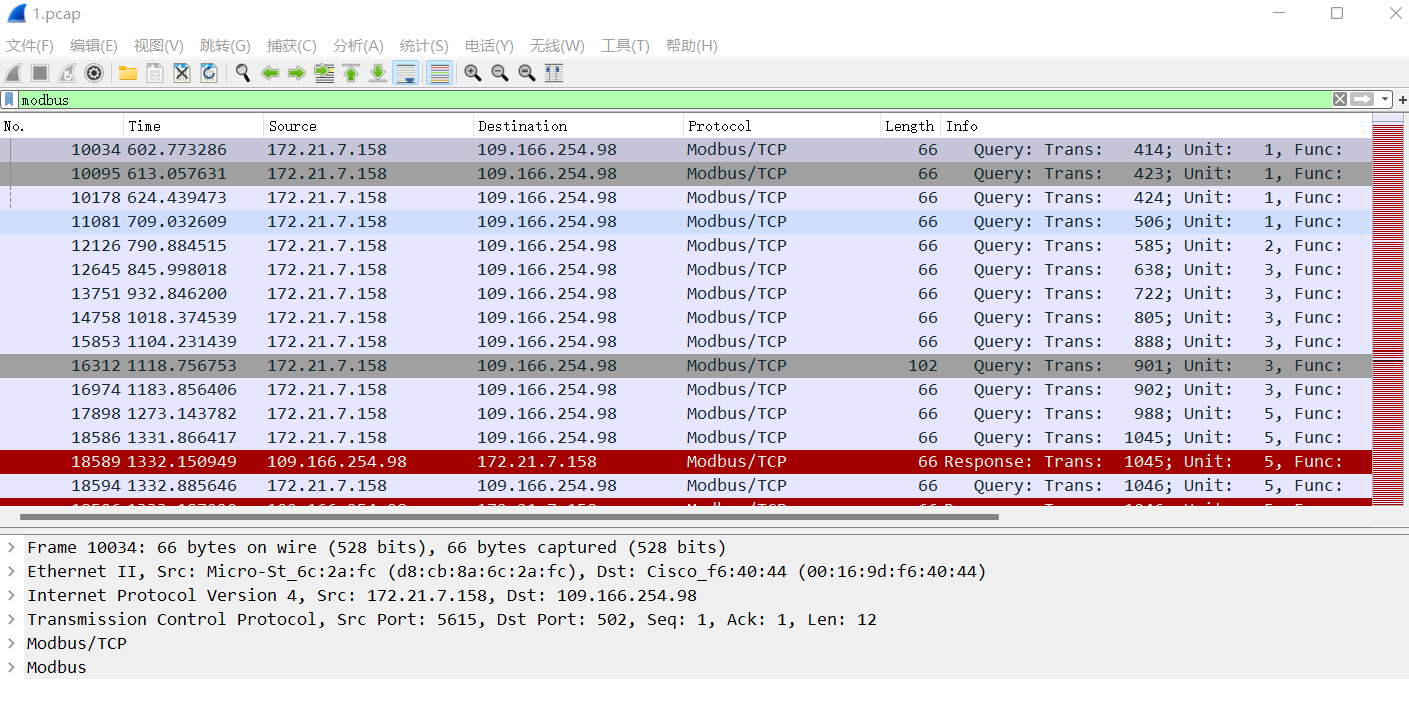 1.pcap
文件(F) 编辑(E) 视图(V) 跳转(G) 捕获(C) 分析(A) 统计(S) 电话(Y) 无线(W) 工具(T) 帮助(H)
modbus
No. Time Source Destination Protocol Length Info
10034 602.773286 172.21.7.158 109.166.254.98 Modbus/TCP 66 Query: Trans: 414; Unit: 1, Func:
10095 613.057631 172.21.7.158 109.166.254.98 Modbus/TCP 66 Query: Trans: 423; Unit: 1, Func:
10178 624.439473 172.21.7.158 109.166.254.98 Modbus/TCP 66 Query: Trans: 424; Unit: 1, Func:
11081 709.032609 172.21.7.158 109.166.254.98 Modbus/TCP 66 Query: Trans: 506; Unit: 1, Func:
12126 790.884515 172.21.7.158 109.166.254.98 Modbus/TCP 66 Query: Trans: 585; Unit: 2, Func:
12645 845.998018 172.21.7.158 109.166.254.98 Modbus/TCP 66 Query: Trans: 638; Unit: 3, Func:
13751 932.846200 172.21.7.158 109.166.254.98 Modbus/TCP 66 Query: Trans: 722; Unit: 3, Func:
14758 1018.374539 172.21.7.158 109.166.254.98 Modbus/TCP 66 Query: Trans: 805; Unit: 3, Func:
15853 1104.231439 172.21.7.158 109.166.254.98 Modbus/TCP 66 Query: Trans: 888; Unit: 3, Func:
16312 1118.756753 172.21.7.158 109.166.254.98 Modbus/TCP 102 Query: Trans: 901; Unit: 3, Func:
16974 1183.856406 172.21.7.158 109.166.254.98 Modbus/TCP 66 Query: Trans: 902; Unit: 3, Func:
17898 1273.143782 172.21.7.158 109.166.254.98 Modbus/TCP 66 Query: Trans: 988; Unit: 5, Func:
18586 1331.866417 172.21.7.158 109.166.254.98 Modbus/TCP 66 Query: Trans: 1045; Unit: 5, Func:
18589 1332.150949 109.166.254.98 172.21.7.158 Modbus/TCP 66 Response: Trans: 1045; Unit: 5, Func:
18594 1332.885646 172.21.7.158 109.166.254.98 Modbus/TCP 66 Query: Trans: 1046; Unit: 5, Func:
Frame 10034: 66 bytes on wire (528 bits), 66 bytes captured (528 bits)
Ethernet II, Src: Micro-St_6c:2a:fc (d8:cb:8a:6c:2a:fc), Dst: Cisco_f6:40:44 (00:16:9d:f6:40:44)
Internet Protocol Version 4, Src: 172.21.7.158, Dst: 109.166.254.98
Transmission Control Protocol, Src Port: 5615, Dst Port: 502, Seq: 1, Ack: 1, Len: 12
Modbus/TCP
Modbus